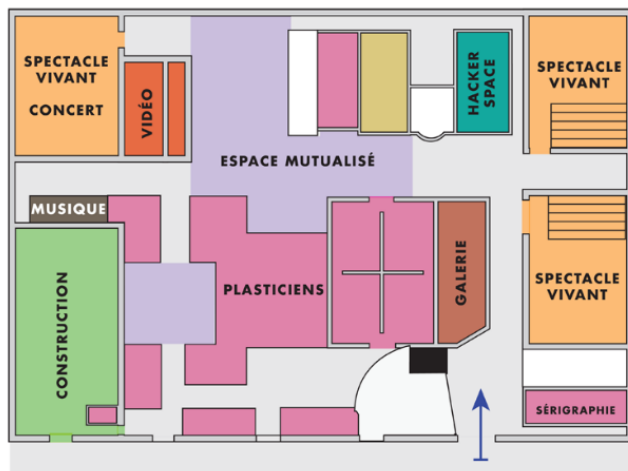 SPECTACLE
VIVANT
CONCERT
VIDÉO
HACKER
SPACE
SPECTACLE
VIVANT
ESPACE MUTUALISÉ
MUSIQUE
CONSTRUCTION
PLASTICIENS
GALERIE
SPECTACLE
VIVANT
SÉRIGRAPHIE